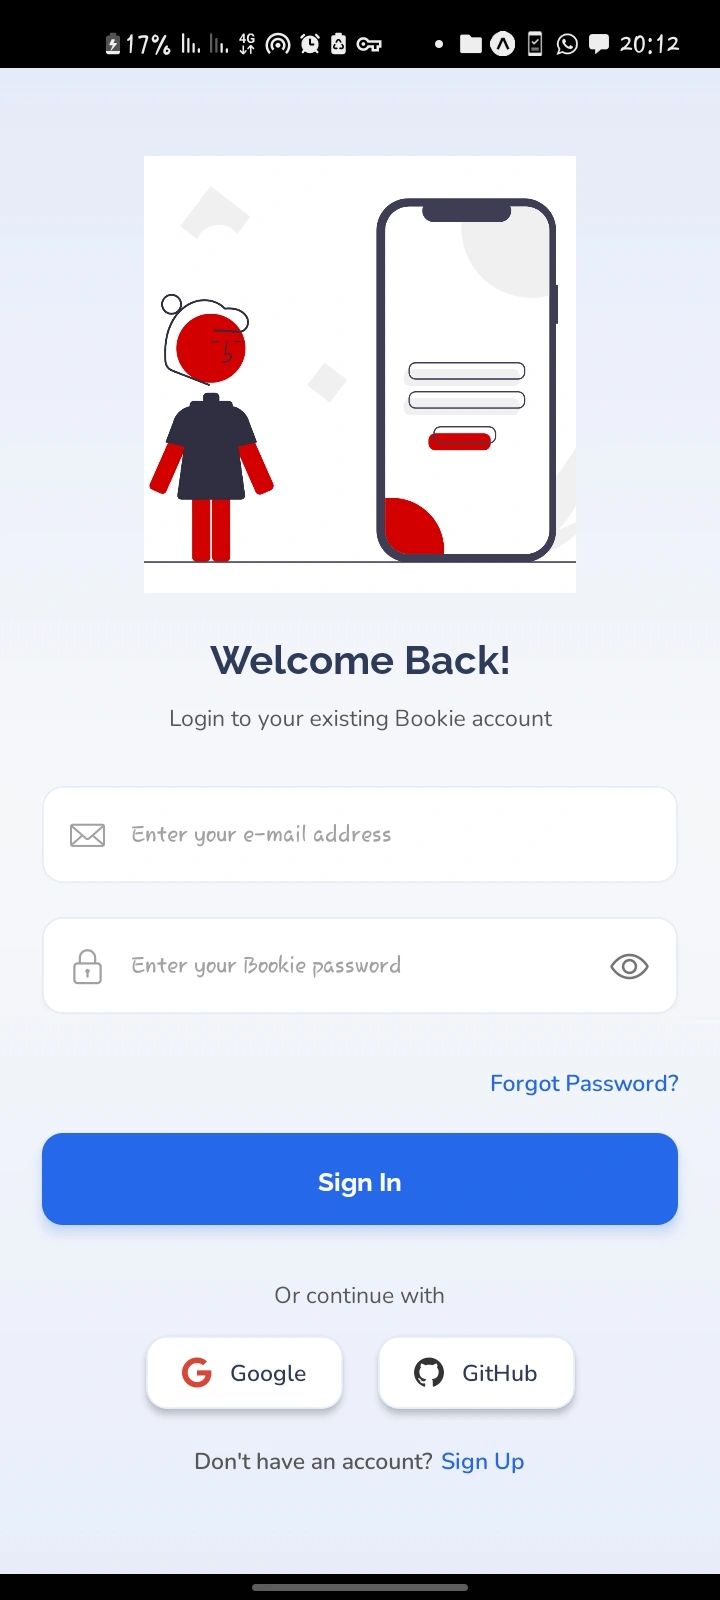 17% 4G 20:12
Welcome Back!
Login to your existing Bookie account
Enter your e-mail address
Enter your Bookie password
Forgot Password?
Sign In
Or continue with
Google GitHub
Don't have an account? Sign Up